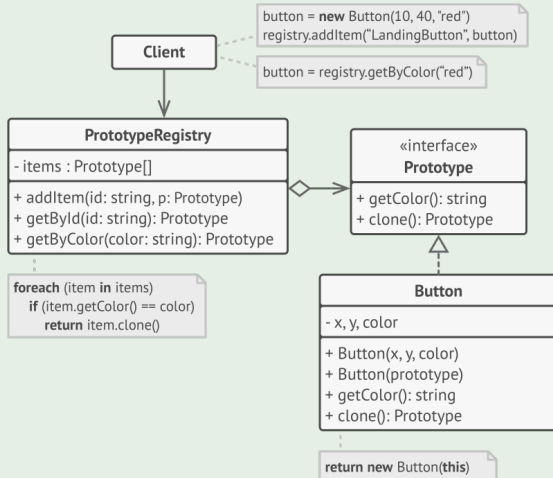 button = new Button(10, 40, "red")
registry.addItem(“LandingButton", button)
Client
button = registry.getByColor(“red")
PrototypeRegistry
- items : Prototype[]
+ addItem(id: string, p: Prototype)
+ getById(id: string): Prototype
+ getByColor(color: string): Prototype
«interface»
Prototype
+ getColor(): string
+ clone(): Prototype
foreach (item in items)
if (item.getColor() == color)
return item.clone()
Button
- x, y, color
+ Button(x, y, color)
+ Button(prototype)
+ getColor(): string
+ clone(): Prototype
return new Button(this)